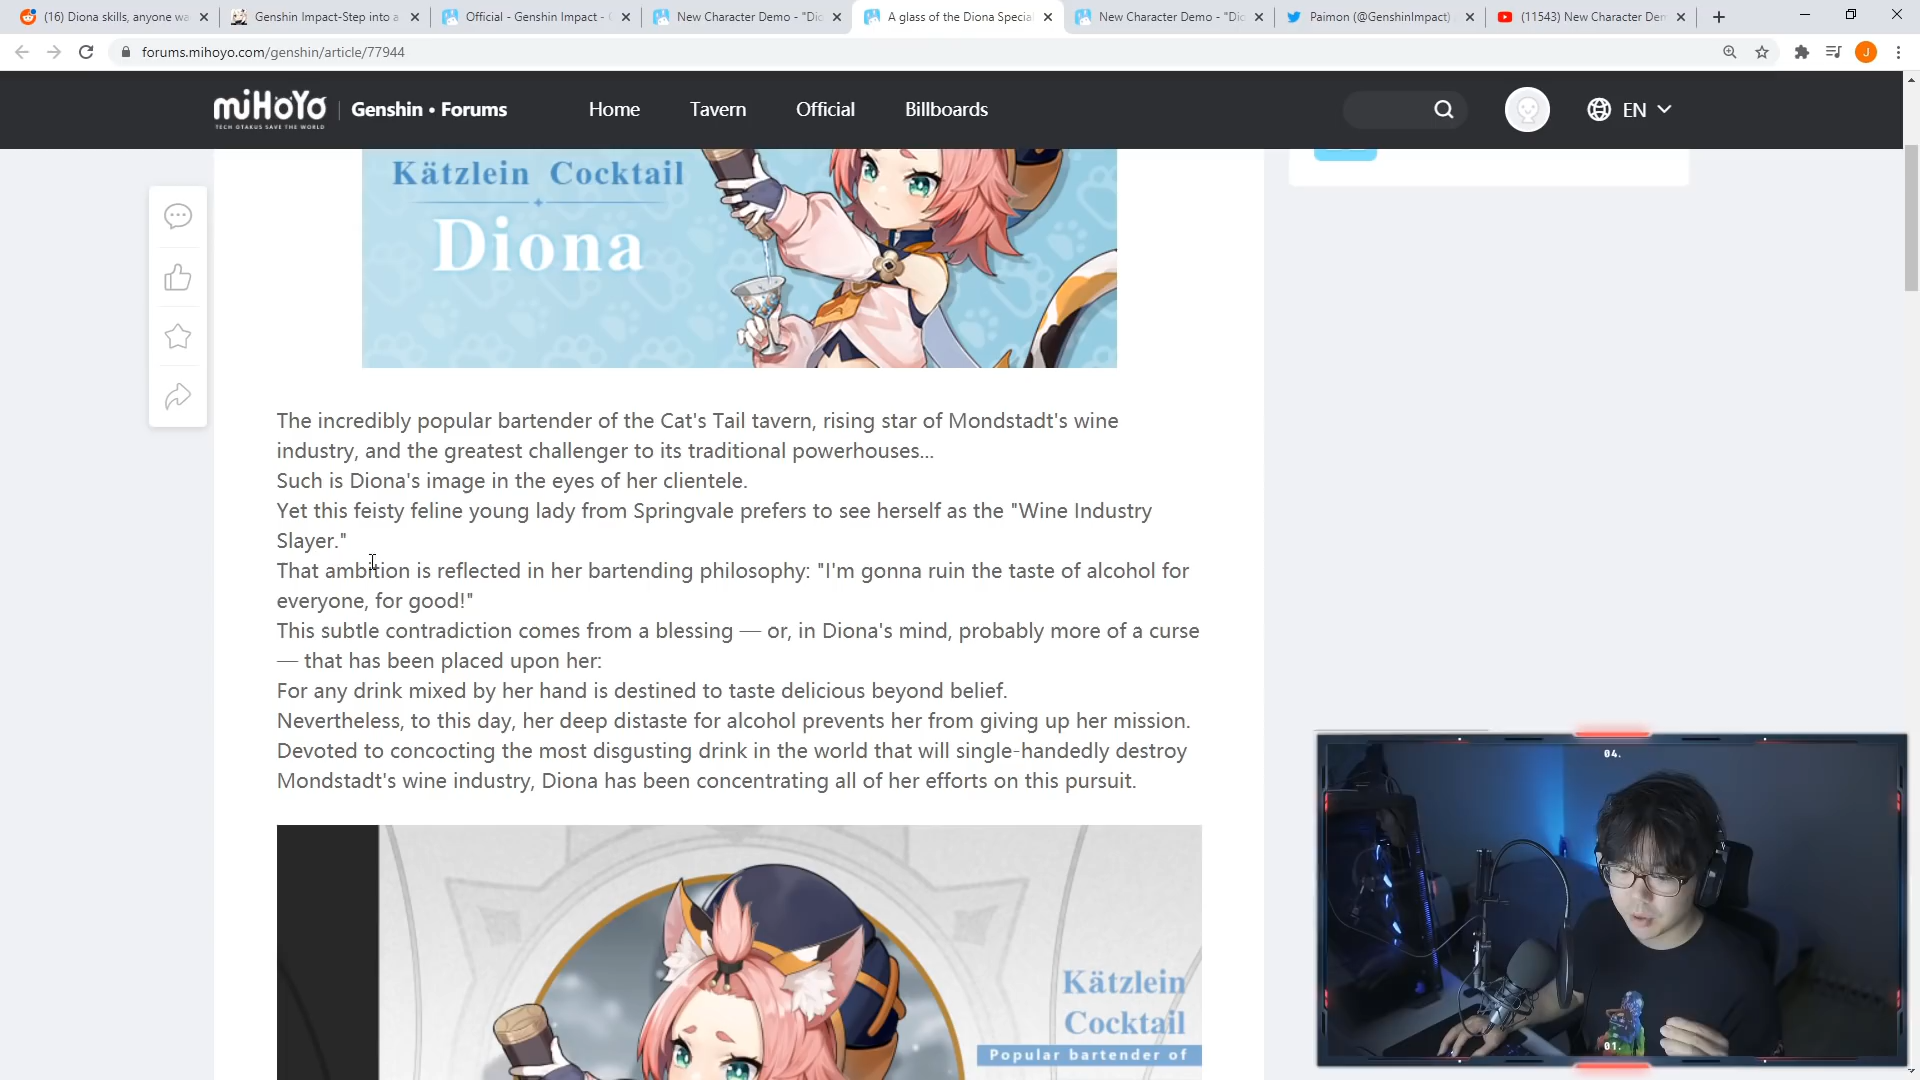 (16) Diona skills, anyone wa
Genshin Impact-Step into a
Official - Genshin Impact -
New Character Demo - "Dio
A glass of the Diona Specia
New Character Demo - "Dio
Paimon (@GenshinImpact)
(11543) New Character Dem
forums.mihoyo.com/genshin/article/77944
J
miHoYo
TECH OTAKUS SAVE THE WORLD
Genshin • Forums
Home
Tavern
Official
Billboards
EN
Kätzlein Cocktail
Diona
The incredibly popular bartender of the Cat's Tail tavern, rising star of Mondstadt's wine
industry, and the greatest challenger to its traditional powerhouses...
Such is Diona's image in the eyes of her clientele.
Yet this feisty feline young lady from Springvale prefers to see herself as the "Wine Industry
Slayer."
That ambition is reflected in her bartending philosophy: "I'm gonna ruin the taste of alcohol for
everyone, for good!"
This subtle contradiction comes from a blessing — or, in Diona's mind, probably more of a curse
— that has been placed upon her:
For any drink mixed by her hand is destined to taste delicious beyond belief.
Nevertheless, to this day, her deep distaste for alcohol prevents her from giving up her mission.
Devoted to concocting the most disgusting drink in the world that will single-handedly destroy
Mondstadt's wine industry, Diona has been concentrating all of her efforts on this pursuit.
Kätzlein
Cocktail
Popular bartender of
04.
01.